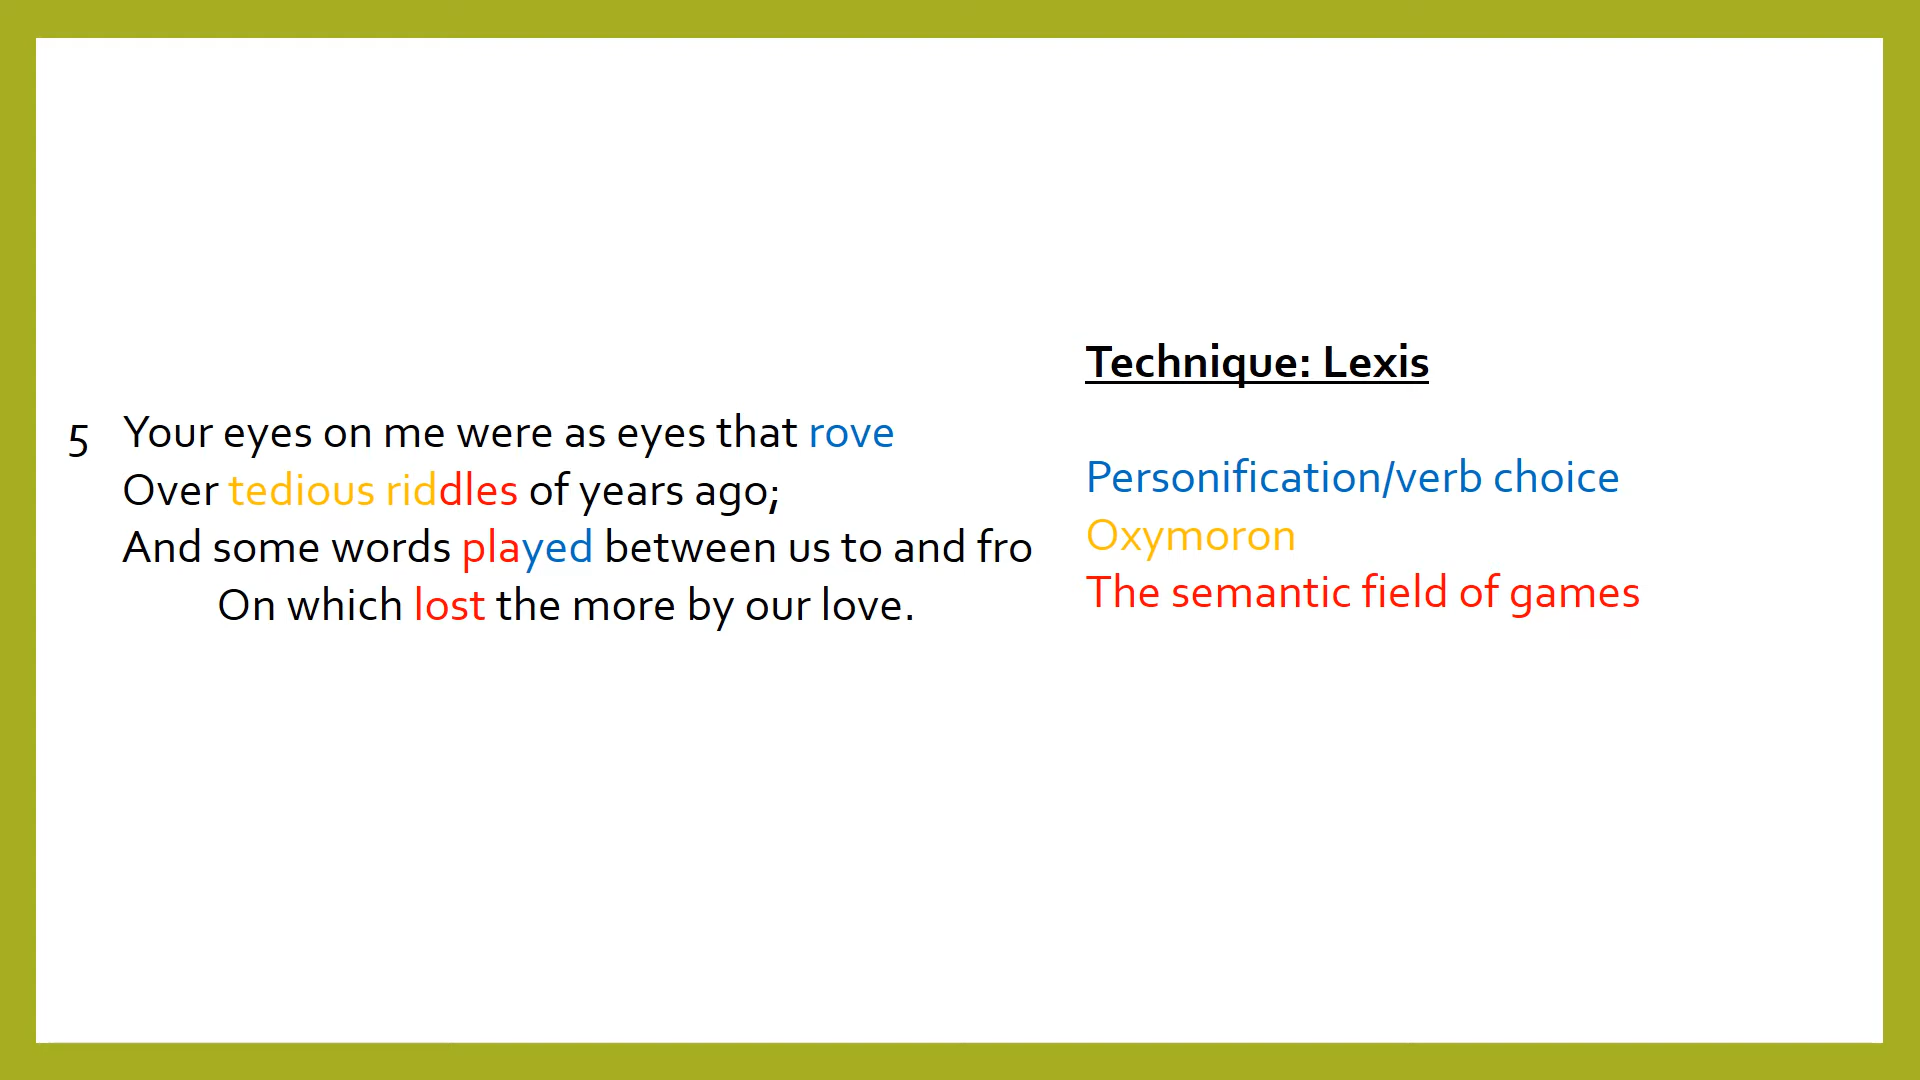 5 Your eyes on me were as eyes that rove
Over tedious riddles of years ago;
And some words played between us to and fro
On which lost the more by our love.
Technique: Lexis
Personification/verb choice
Oxymoron
The semantic field of games